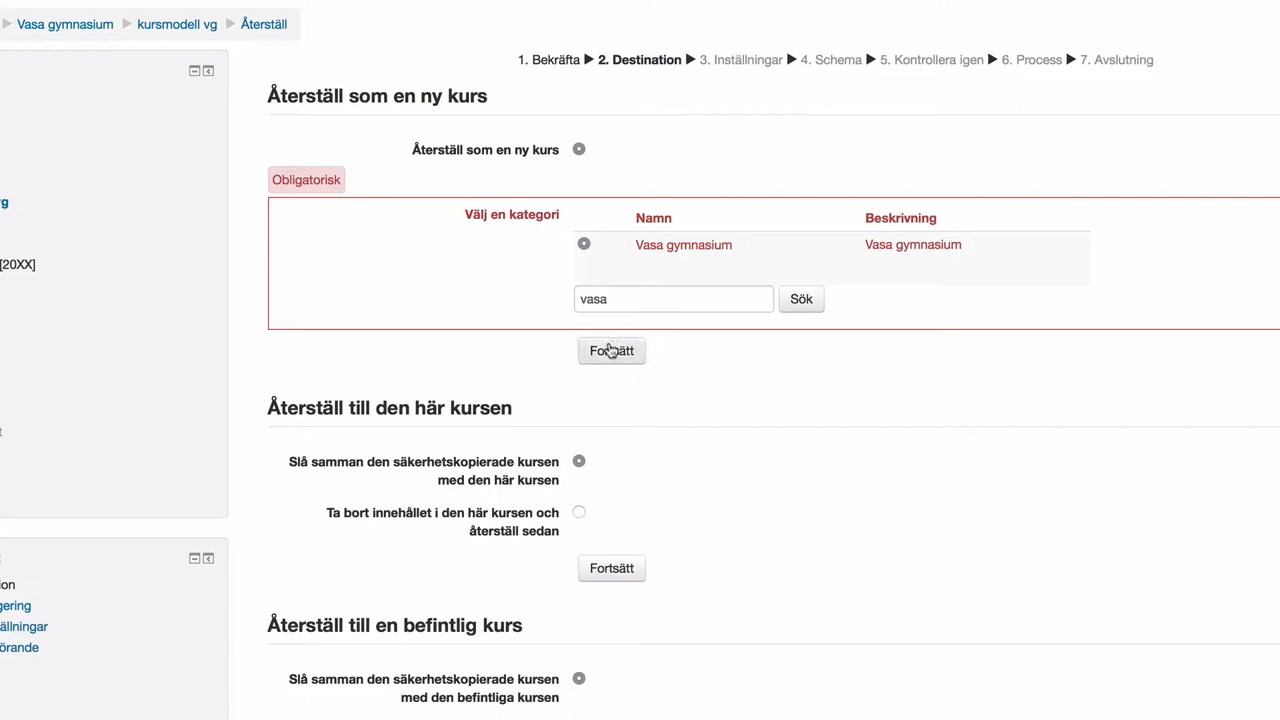 Vasa gymnasium ▶ kursmodell vg ▶ Återställ
1. Bekräfta ▶ 2. Destination ▶ 3. Inställningar ▶ 4. Schema ▶ 5. Kontrollera igen ▶ 6. Process ▶ 7. Avslutning
Återställ som en ny kurs
Återställ som en ny kurs
Obligatorisk
Välj en kategori
Namn Beskrivning
Vasa gymnasium Vasa gymnasium
vasa Sök
Fortsätt
Återställ till den här kursen
Slå samman den säkerhetskopierade kursen
med den här kursen
Ta bort innehållet i den här kursen och
återställ sedan
Fortsätt
Återställ till en befintlig kurs
Slå samman den säkerhetskopierade kursen
med den befintliga kursen
[20XX]